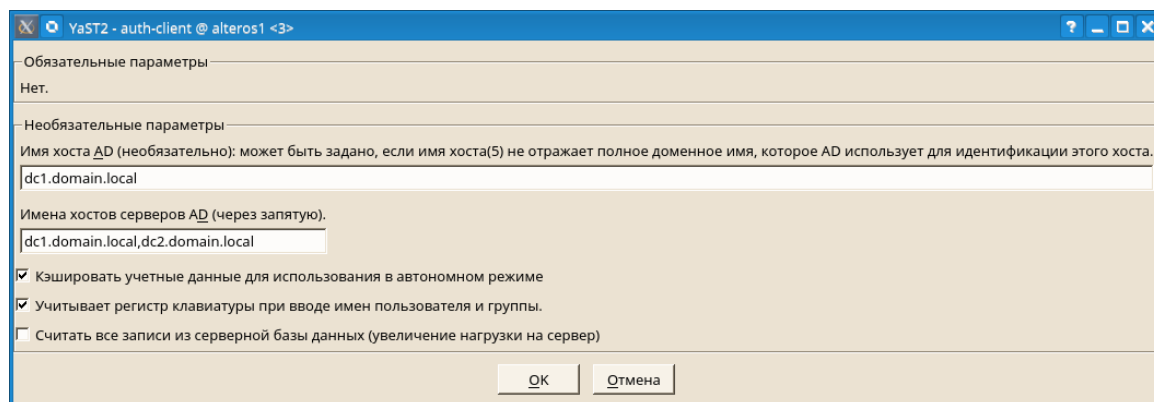 YaST2 - auth-client @ alteros1 <3>
Обязательные параметры
Нет.
Необязательные параметры
Имя хоста AD (необязательно): может быть задано, если имя хоста(5) не отражает полное доменное имя, которое AD использует для идентификации этого хоста.
dc1.domain.local
Имена хостов серверов AD (через запятую).
dc1.domain.local,dc2.domain.local
Кэшировать учетные данные для использования в автономном режиме
Учитывает регистр клавиатуры при вводе имен пользователя и группы.
Считать все записи из серверной базы данных (увеличение нагрузки на сервер)
OK Отмена